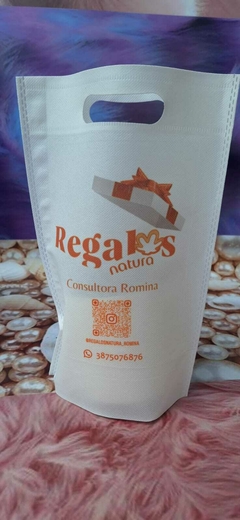 Regalos
natura
Consultora Romina
@REGALOSNATURA_ROMINA
3875076876